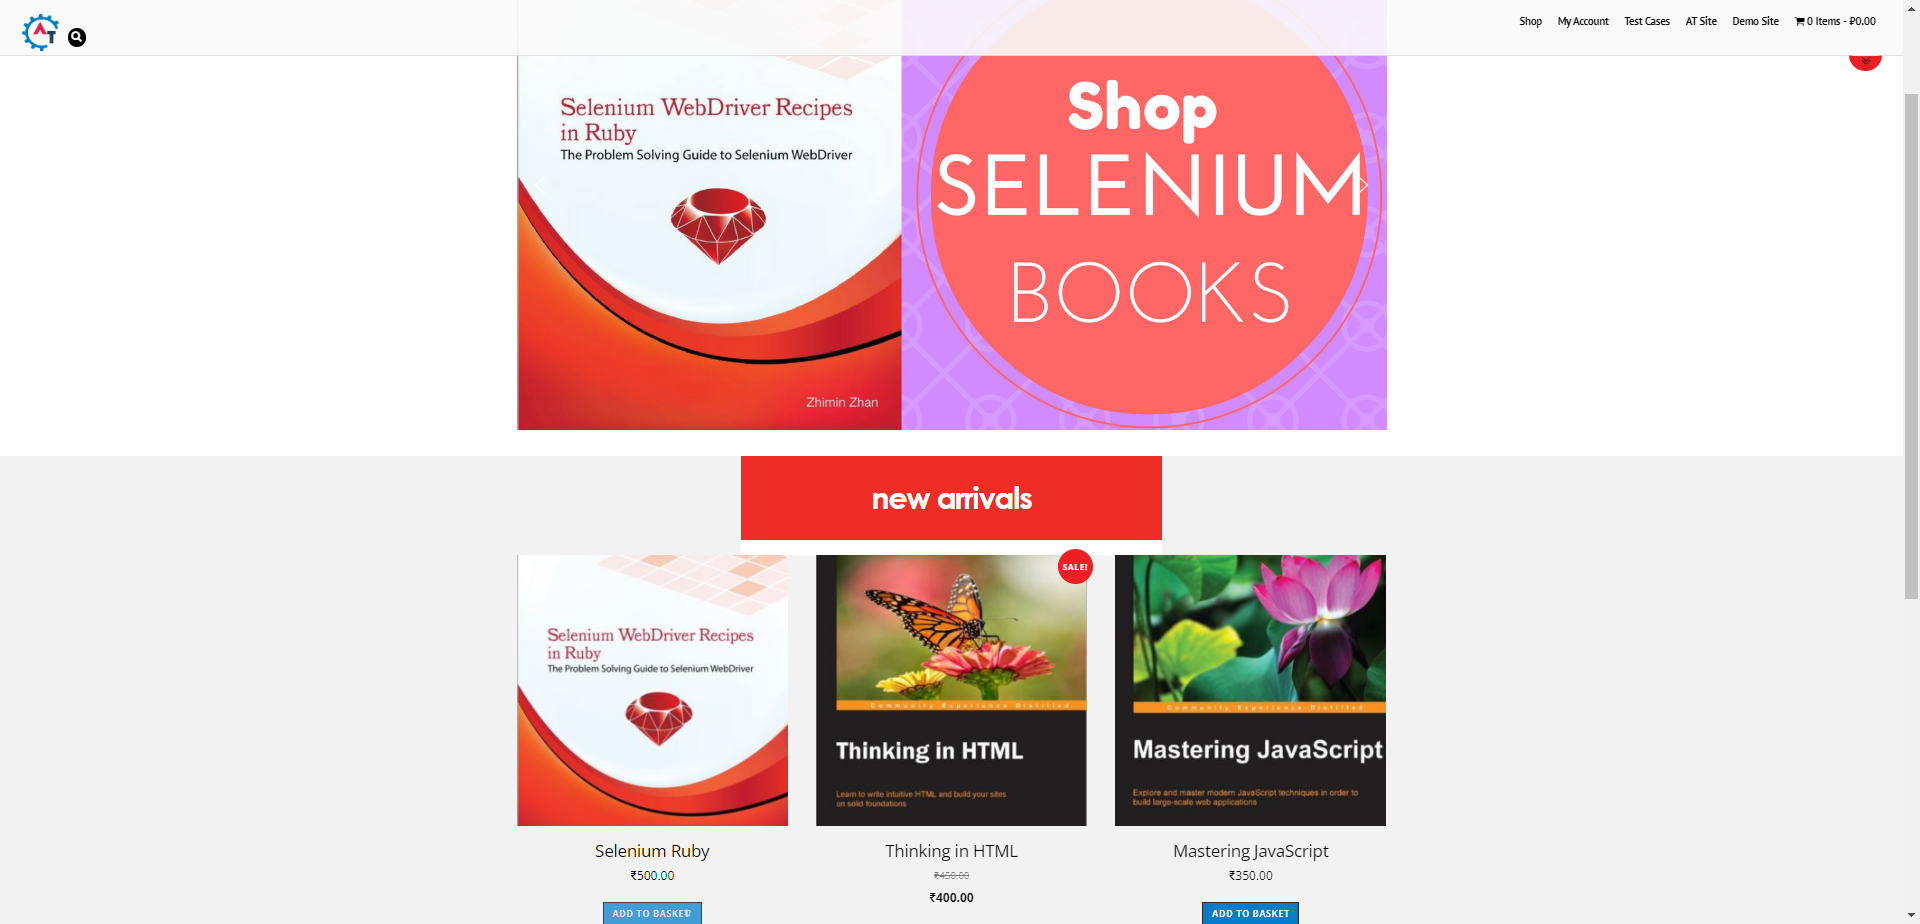 AT
Shop
My Account
Test Cases
AT Site
Demo Site
0 Items - ₽0.00
Selenium WebDriver Recipes
in Ruby
The Problem Solving Guide to Selenium WebDriver
Zhimin Zhan
Shop
SELENIUM
BOOKS
new arrivals
Selenium WebDriver Recipes
in Ruby
The Problem Solving Guide to Selenium WebDriver
SALE!
Community Experience Distilled
Thinking in HTML
Learn to write intuitive HTML and build your sites
on solid foundations
Community Experience Distilled
Mastering JavaScript
Explore and master modern JavaScript techniques in order to
build large-scale web applications
Selenium Ruby
₹500.00
ADD TO BASKET
Thinking in HTML
₹450.00
₹400.00
Mastering JavaScript
₹350.00
ADD TO BASKET